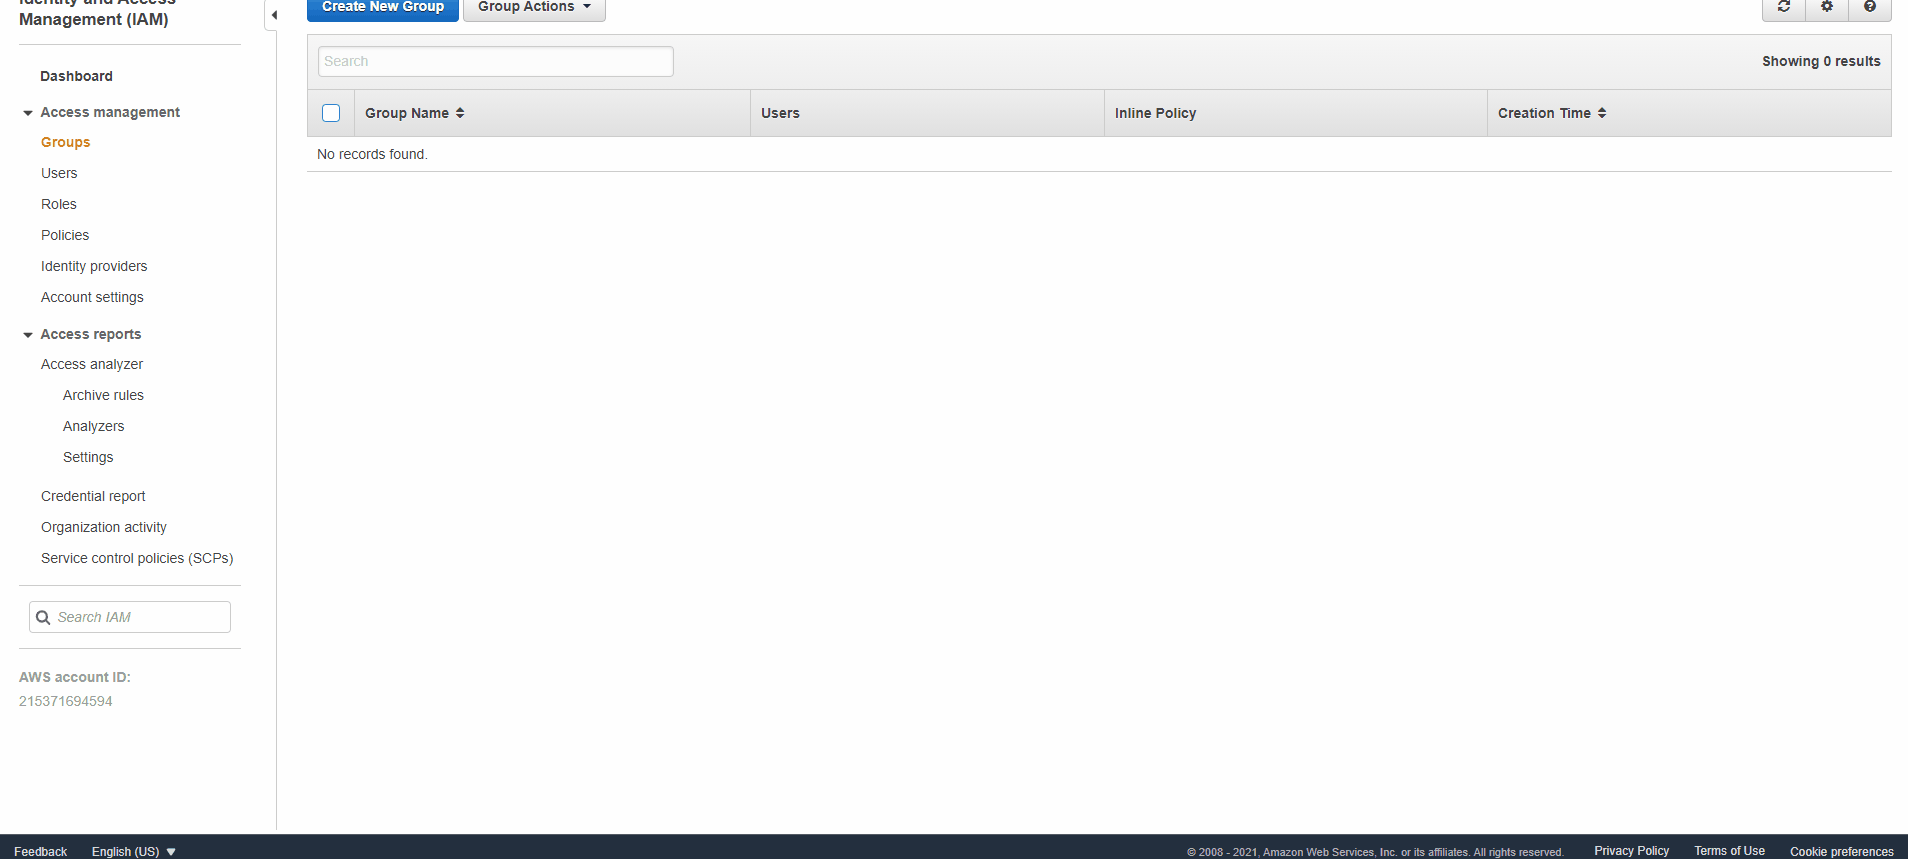 Identity and Access
Management (IAM)
Dashboard
Access management
Groups
Users
Roles
Policies
Identity providers
Account settings
Access reports
Access analyzer
Archive rules
Analyzers
Settings
Credential report
Organization activity
Service control policies (SCPs)
Search IAM
AWS account ID:
215371694594
Create New Group Group Actions
Search Showing 0 results
Group Name Users Inline Policy Creation Time
No records found.
Feedback English (US) © 2008 - 2021, Amazon Web Services, Inc. or its affiliates. All rights reserved. Privacy Policy Terms of Use Cookie preferences